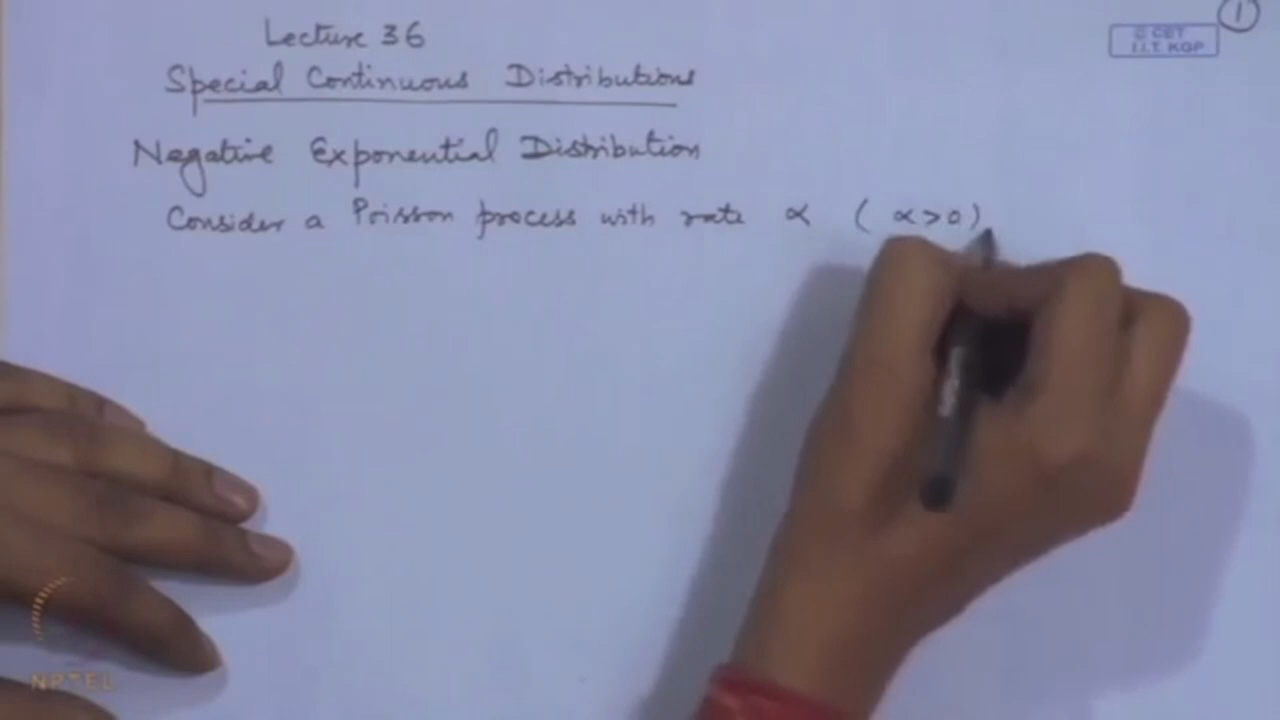 Lecture 36
1
© CET
I.I.T. KGP
Special Continuous Distributions
Negative Exponential Distribution
Consider a Poisson process with rate α (α>0)
NPTEL